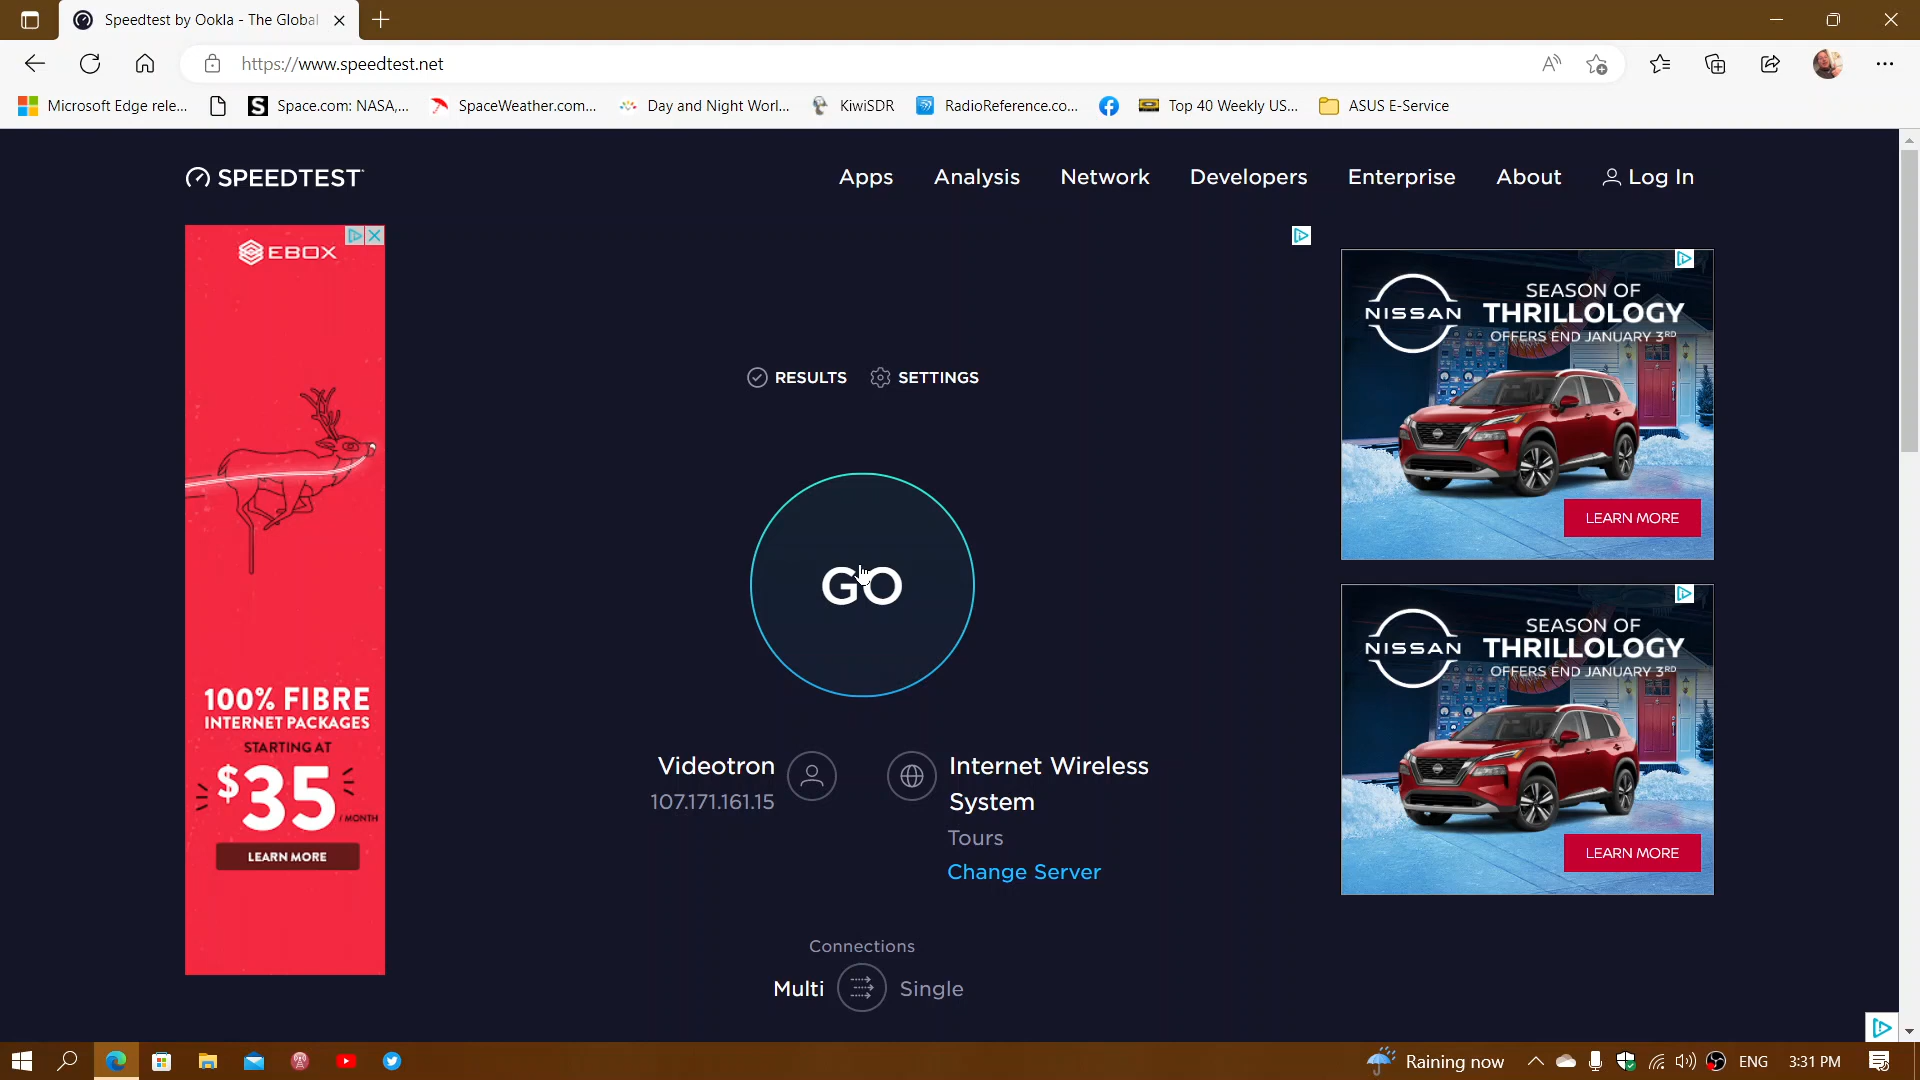 Speedtest by Ookla - The Global
https://www.speedtest.net
Microsoft Edge rele...
Space.com: NASA,...
SpaceWeather.com...
Day and Night Worl...
KiwiSDR
RadioReference.co...
Top 40 Weekly US...
ASUS E-Service
SPEEDTEST
Apps
Analysis
Network
Developers
Enterprise
About
Log In
EBOX
100% FIBRE
INTERNET PACKAGES
STARTING AT
$35
/ MONTH
LEARN MORE
RESULTS
SETTINGS
GO
Videotron
107.171.161.15
Internet Wireless
System
Tours
Change Server
Connections
Multi
Single
NISSAN
SEASON OF
THRILLOLOGY
OFFERS END JANUARY 3RD
LEARN MORE
NISSAN
SEASON OF
THRILLOLOGY
OFFERS END JANUARY 3RD
LEARN MORE
Raining now
ENG
3:31 PM